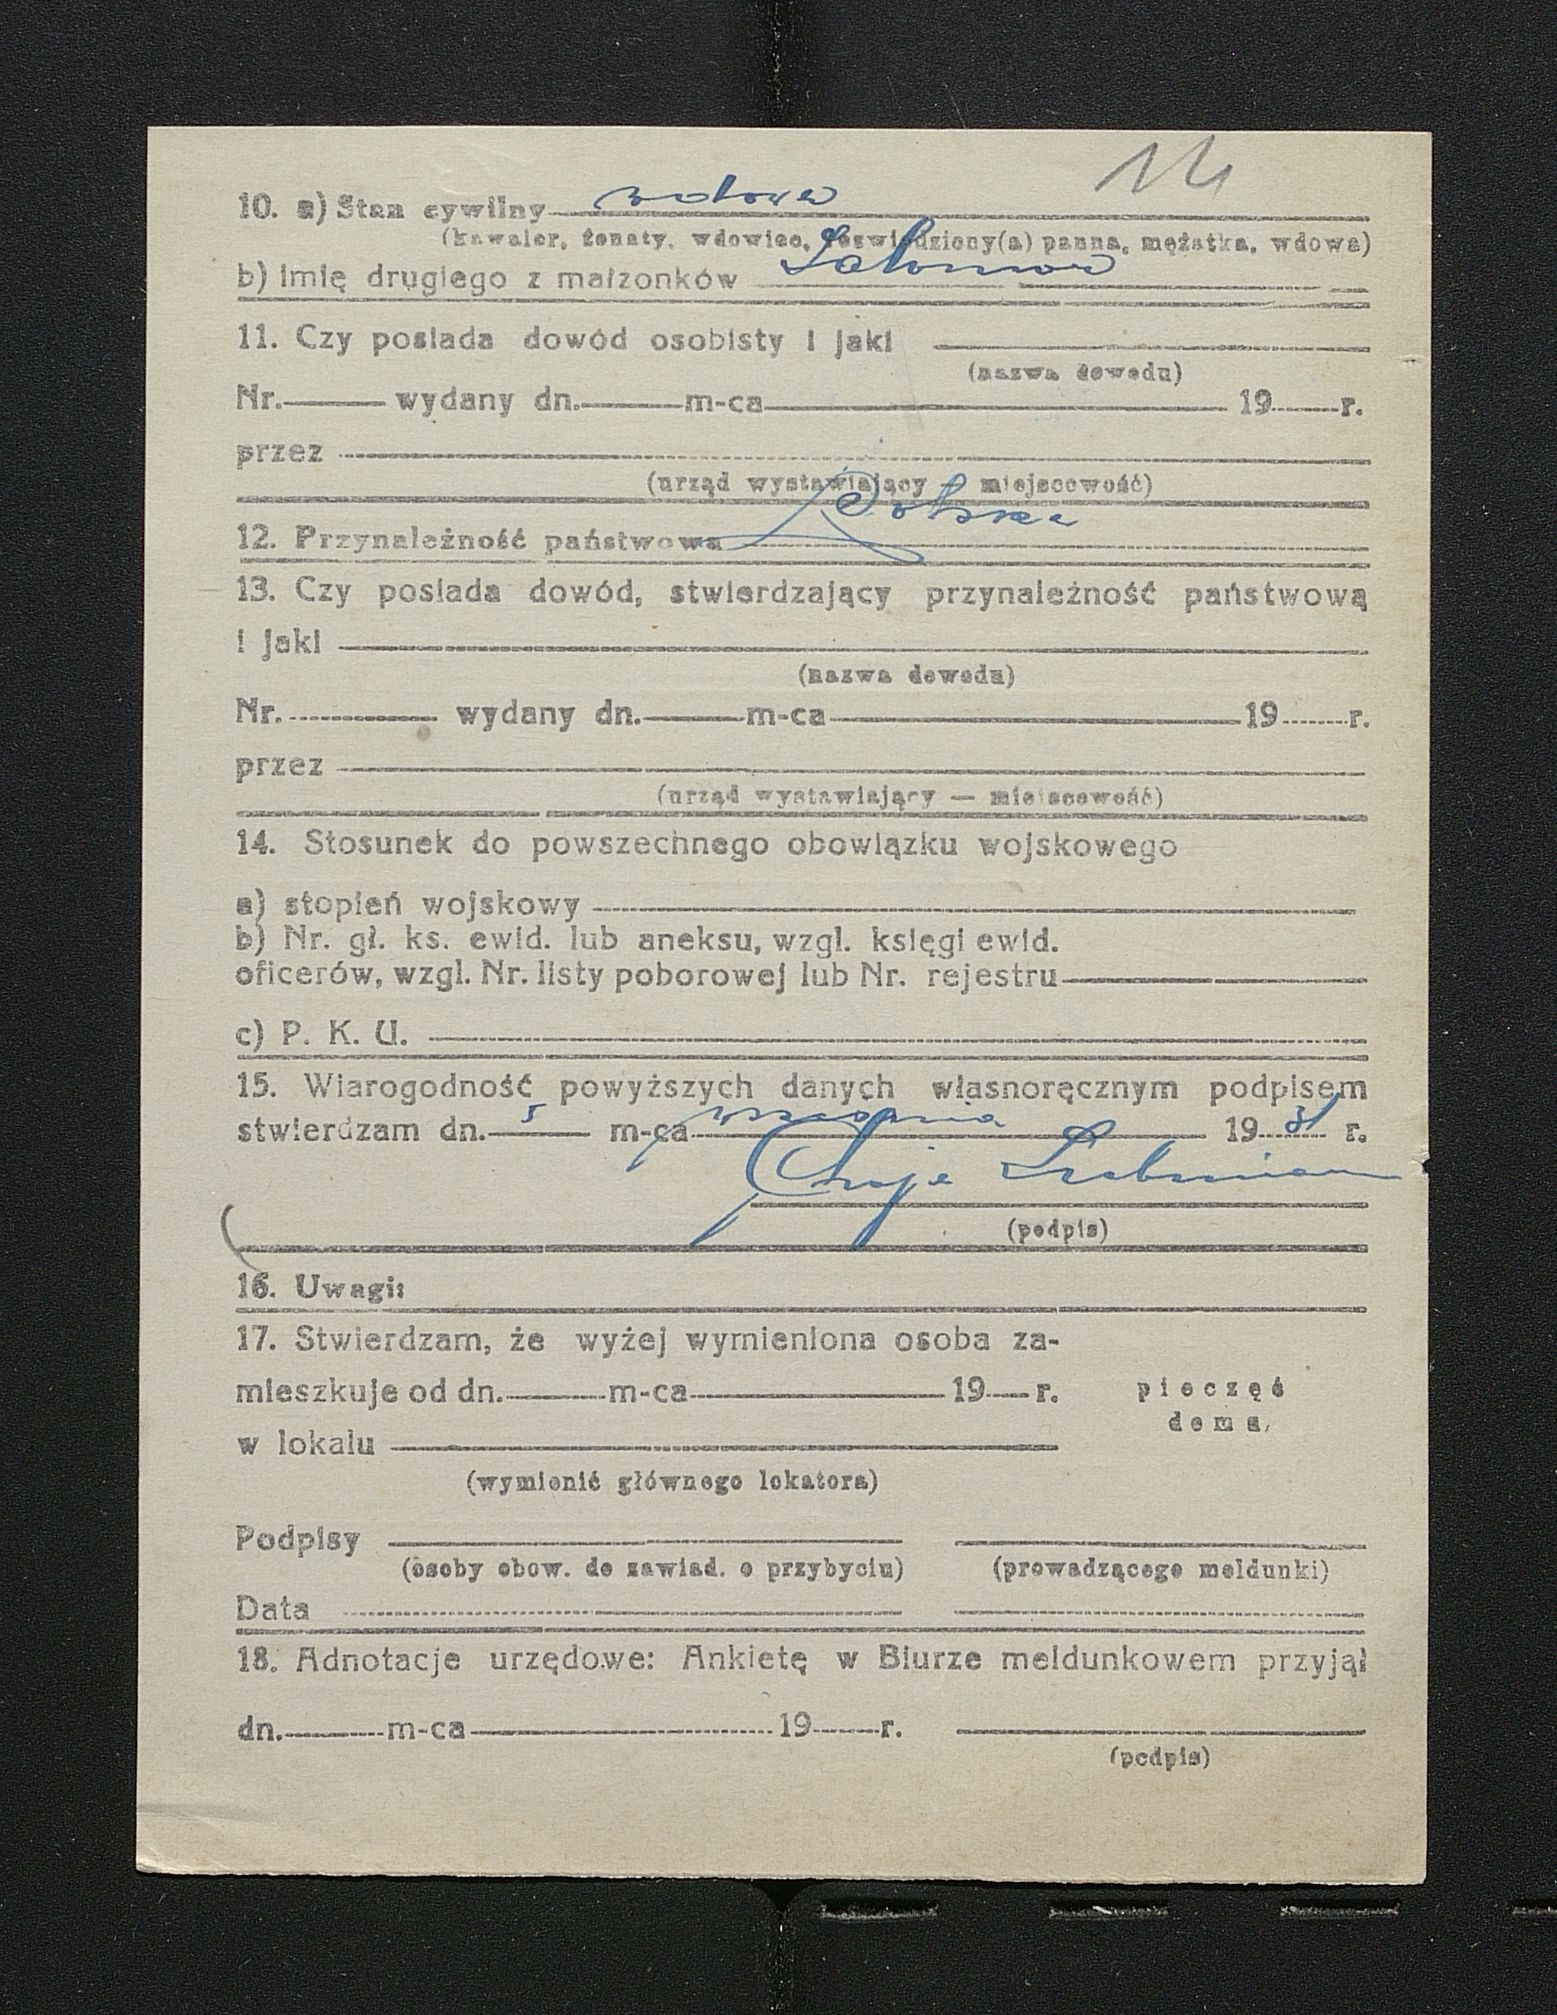 14
10. a) Stan cywilny wdowa
(kawaler, żonaty, wdowiec, rozwiedziony(a) panna, mężatka, wdowa)
b) imię drugiego z małżonków Salomon
11. Czy posiada dowód osobisty i jaki
(nazwa dowodu)
Nr. wydany dn. m-ca 19 r.
przez
(urząd wystawiający — miejscowość)
12. Przynależność państwowa Polska
13. Czy posiada dowód, stwierdzający przynależność państwową
i jaki
(nazwa dowodu)
Nr. wydany dn. m-ca 19 r.
przez
(urząd wystawiający — miejscowość)
14. Stosunek do powszechnego obowiązku wojskowego
a) stopień wojskowy
b) Nr. gł. ks. ewid. lub aneksu, wzgl. księgi ewid.
oficerów, wzgl. Nr. listy poborowej lub Nr. rejestru
c) P. K. U.
15. Wiarogodność powyższych danych własnoręcznym podpisem
stwierdzam dn. 5 m-ca września 1931 r.
Chaja
(podpis)
16. Uwagi:
17. Stwierdzam, że wyżej wymieniona osoba za-
mieszkuje od dn. m-ca 19 r.
pieczęć
domu,
w lokalu
(wymienić głównego lokatora)
Podpisy
(osoby obow. do zawiad. o przybyciu) (prowadzącego meldunki)
Data
18. Adnotacje urzędowe: Ankietę w Biurze meldunkowem przyjął
dn. m-ca 19 r.
(podpis)